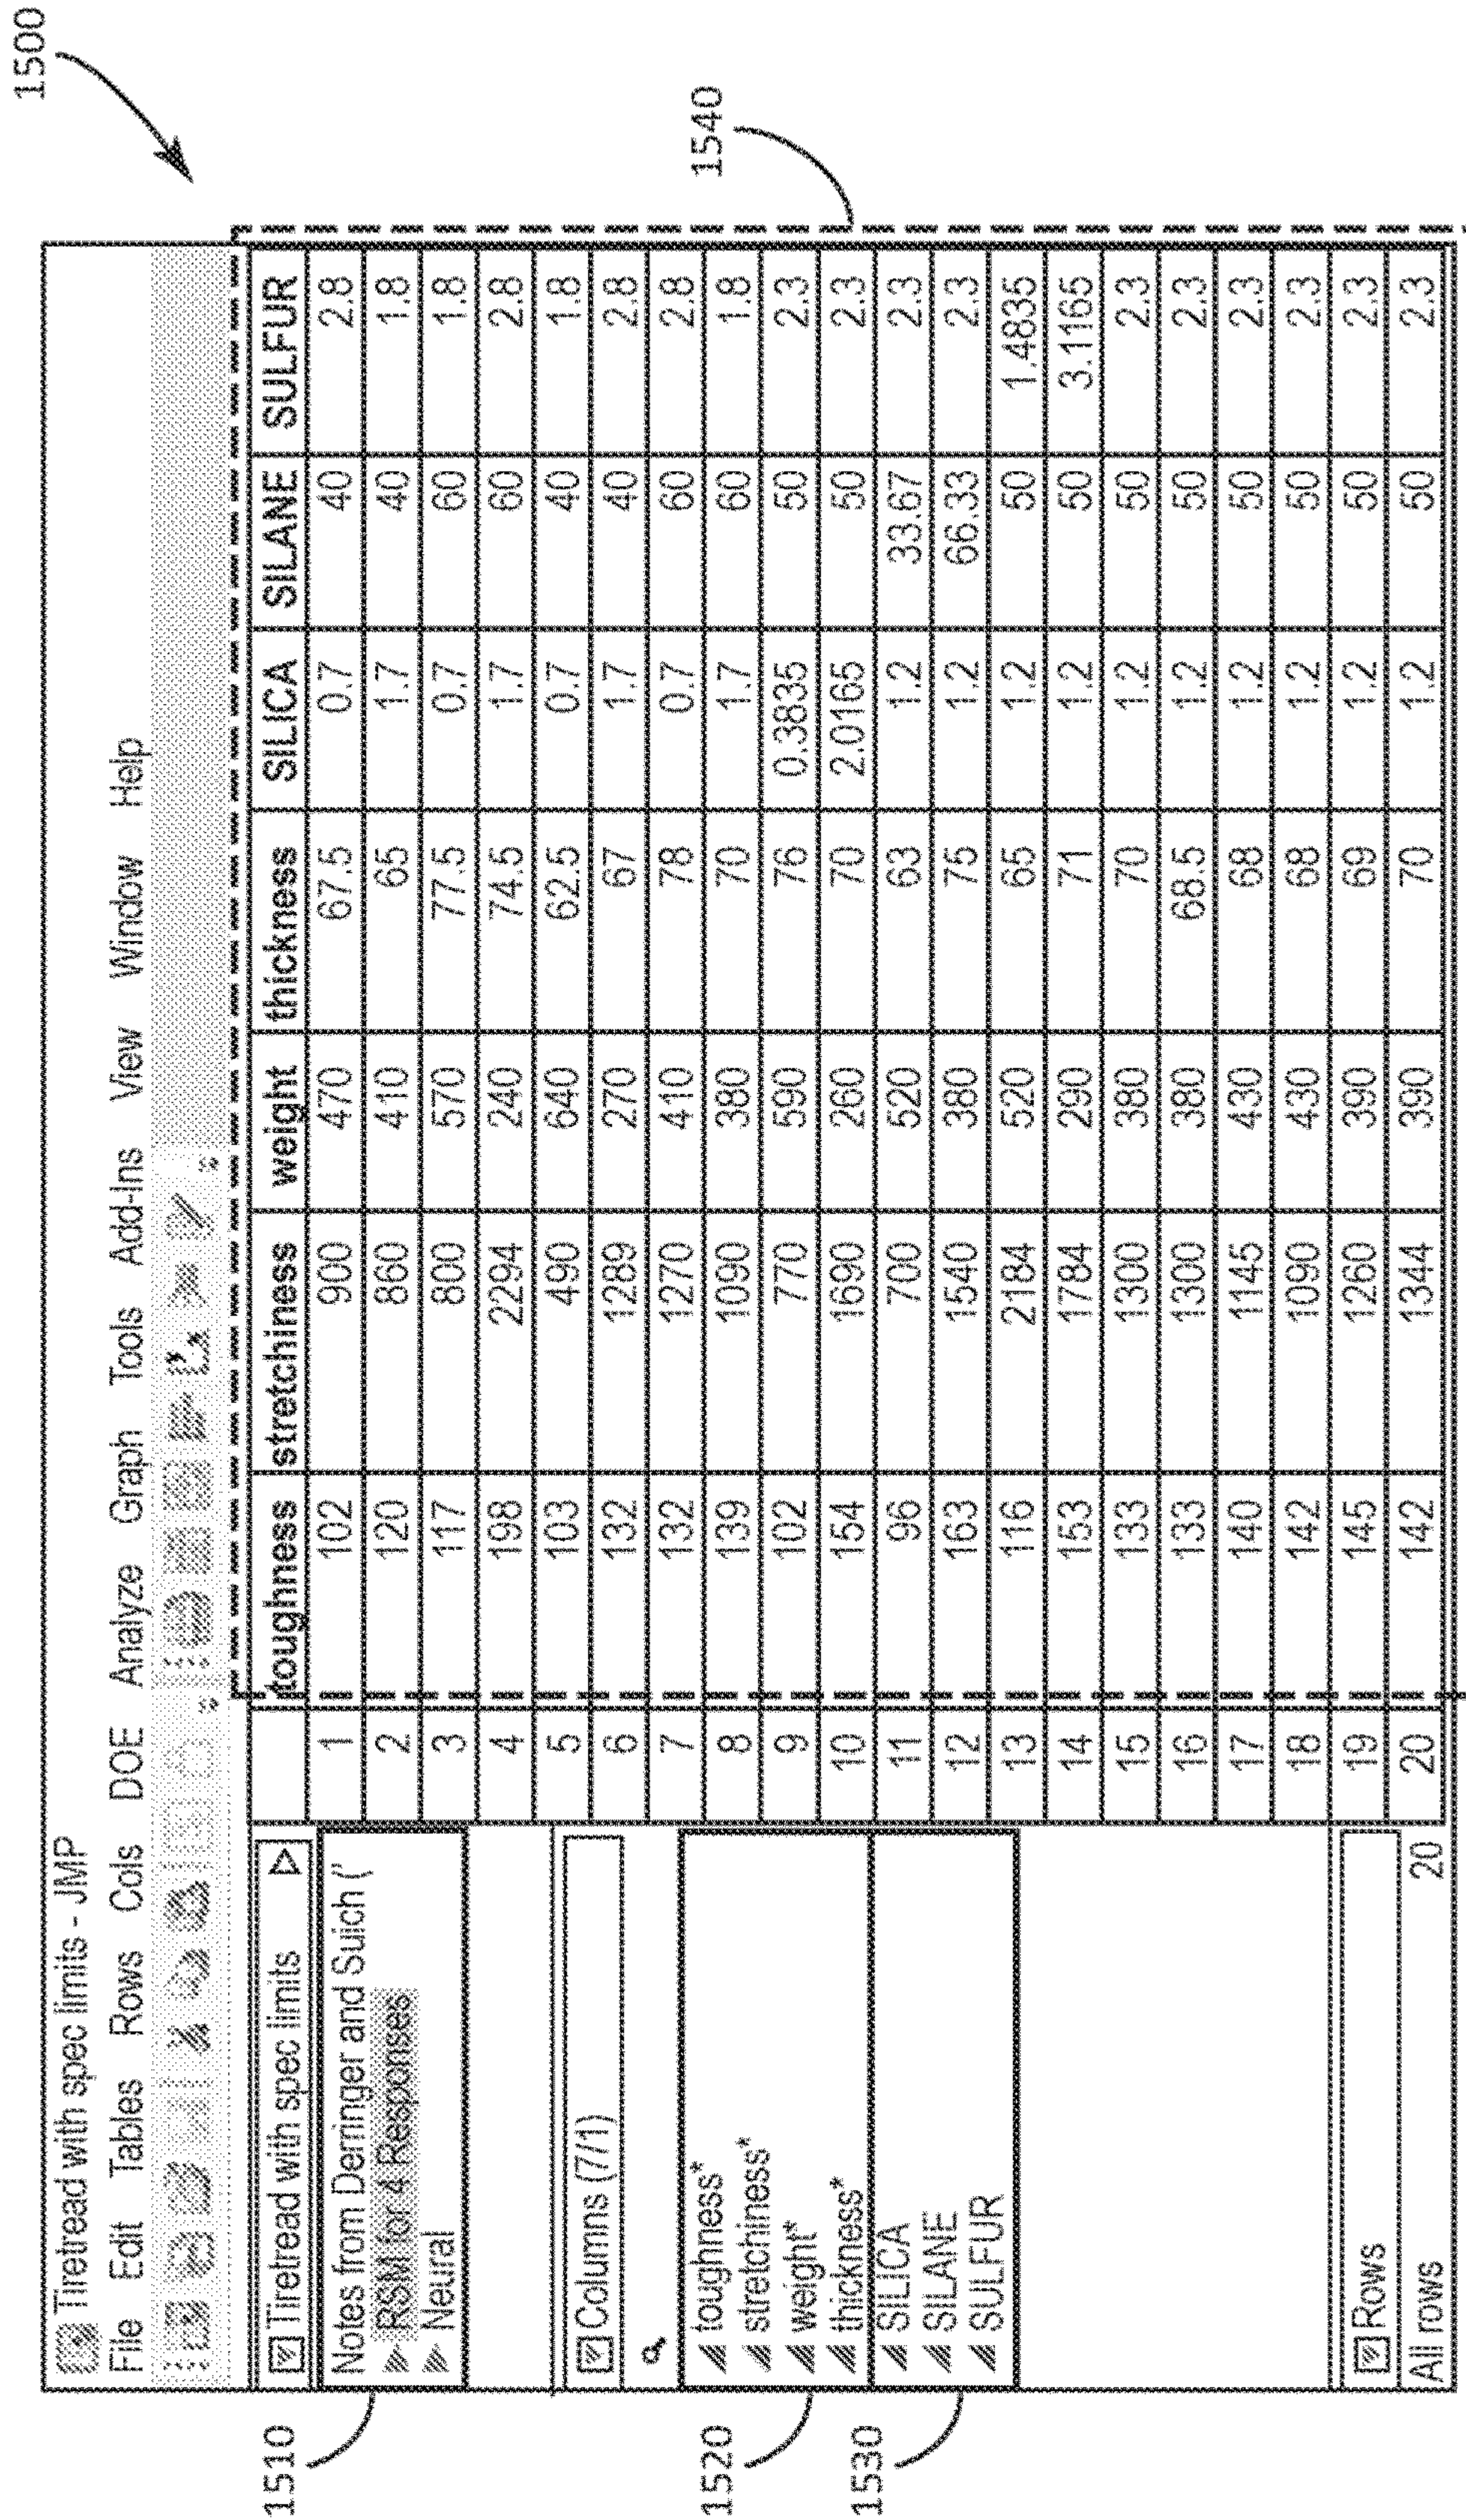 1500
Tiretread with spec limits - JMP
File Edit Tables Rows Cols DOE Analyze Graph Tools Add-Ins View Window Help
1540
Tiretread with spec limits
1510
Notes from Derringer and Suich ('
RSM for 4 Responses
Neural
Columns (7/1)
1520
toughness*
stretchiness*
weight*
thickness*
1530
SILICA
SILANE
SULFUR
Rows
All rows 20
toughness stretchiness weight thickness SILICA SILANE SULFUR
1 102 900 470 67.5 0.7 40 2.8
2 120 860 410 65 1.7 40 1.8
3 117 800 570 77.5 0.7 60 1.8
4 198 2294 240 74.5 1.7 60 2.8
5 103 490 640 62.5 0.7 40 1.8
6 132 1289 270 67 1.7 40 2.8
7 132 1270 410 78 0.7 60 2.8
8 139 1090 380 70 1.7 60 1.8
9 102 770 590 76 0.3835 50 2.3
10 154 1690 260 70 2.0165 50 2.3
11 96 700 520 63 1.2 33.67 2.3
12 163 1540 380 75 1.2 66.33 2.3
13 116 2184 520 65 1.2 50 1.4835
14 153 1784 290 71 1.2 50 3.1165
15 133 1300 380 70 1.2 50 2.3
16 133 1300 380 68.5 1.2 50 2.3
17 140 1145 430 68 1.2 50 2.3
18 142 1090 430 68 1.2 50 2.3
19 145 1260 390 69 1.2 50 2.3
20 142 1344 390 70 1.2 50 2.3